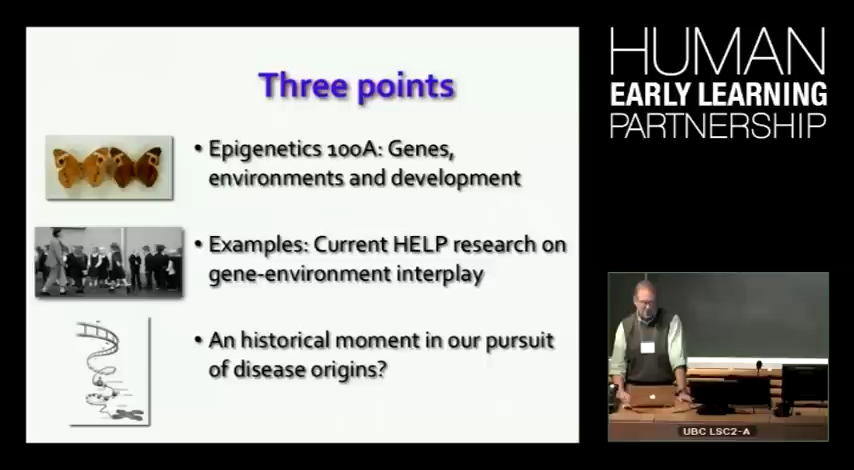 Three points
• Epigenetics 100A: Genes,
environments and development
• Examples: Current HELP research on
gene-environment interplay
• An historical moment in our pursuit
of disease origins?
HUMAN
EARLY LEARNING
PARTNERSHIP
UBC LSC2-A